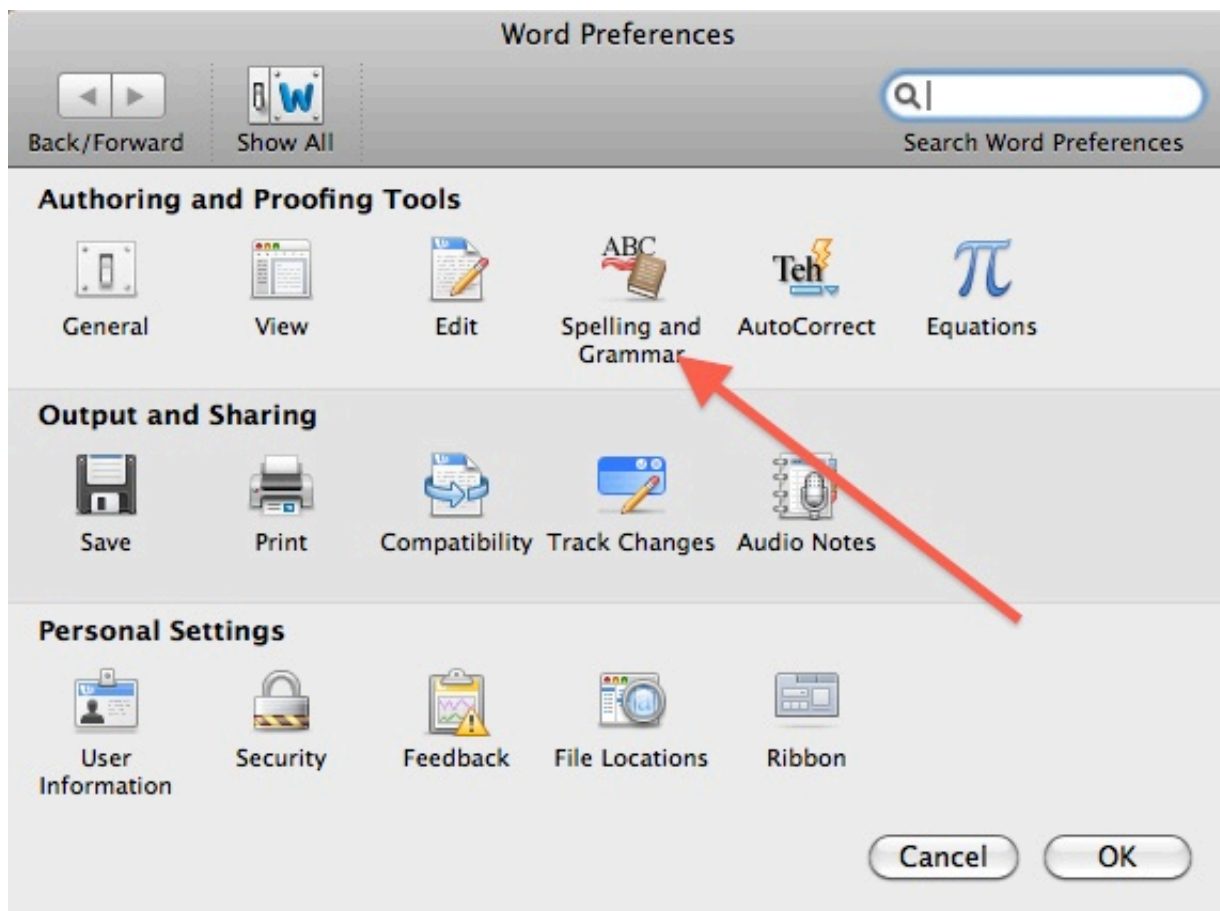 Word Preferences
Back/Forward
Show All
Search Word Preferences
Authoring and Proofing Tools
ABC
Teh
π
General
View
Edit
Spelling and
Grammar
AutoCorrect
Equations
Output and Sharing
Save
Print
Compatibility
Track Changes
Audio Notes
Personal Settings
User
Information
Security
Feedback
File Locations
Ribbon
Cancel
OK